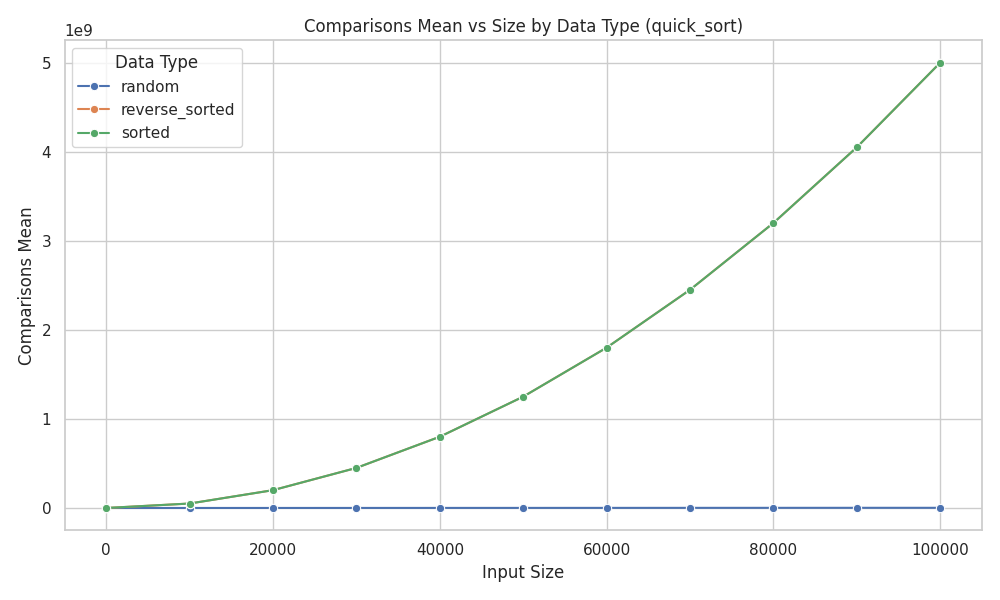 Comparisons Mean vs Size by Data Type (quick_sort)
1e9
Data Type
random
reverse_sorted
sorted
5
4
3
2
1
0
Comparisons Mean
0 20000 40000 60000 80000 100000
Input Size